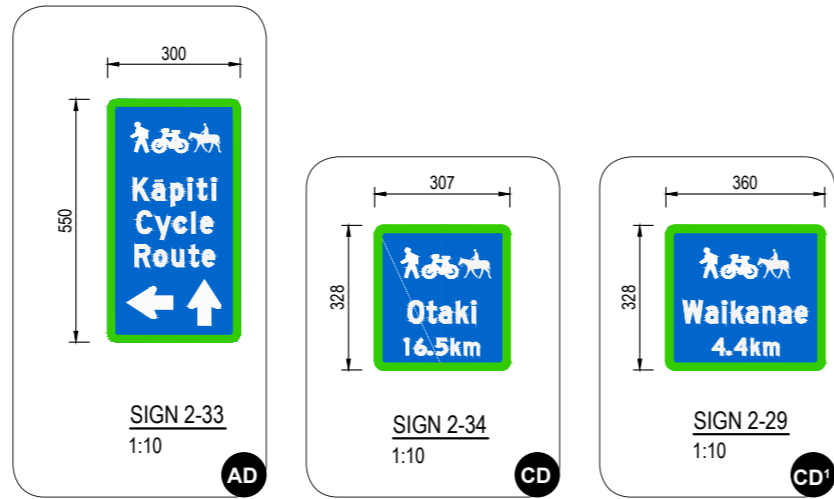 300
550
Kāpiti
Cycle
Route
SIGN 2-33
1:10
AD
307
328
Otaki
16.5km
SIGN 2-34
1:10
CD
360
328
Waikanae
4.4km
SIGN 2-29
1:10
CD¹